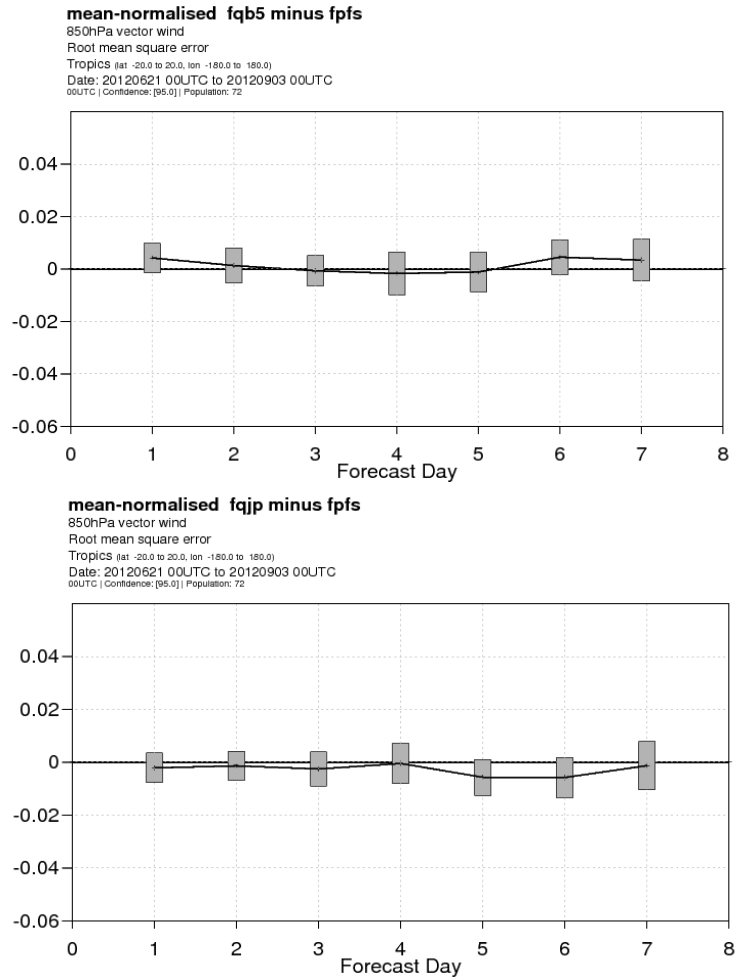 mean-normalised fqb5 minus fpfs
850hPa vector wind
Root mean square error
Tropics (lat -20.0 to 20.0, lon -180.0 to 180.0)
Date: 20120621 00UTC to 20120903 00UTC
00UTC | Confidence: [95.0] | Population: 72
0.04
0.02
0
-0.02
-0.04
-0.06
0 1 2 3 4 5 6 7 8
Forecast Day
mean-normalised fqjp minus fpfs
850hPa vector wind
Root mean square error
Tropics (lat -20.0 to 20.0, lon -180.0 to 180.0)
Date: 20120621 00UTC to 20120903 00UTC
00UTC | Confidence: [95.0] | Population: 72
0.04
0.02
0
-0.02
-0.04
-0.06
0 1 2 3 4 5 6 7 8
Forecast Day